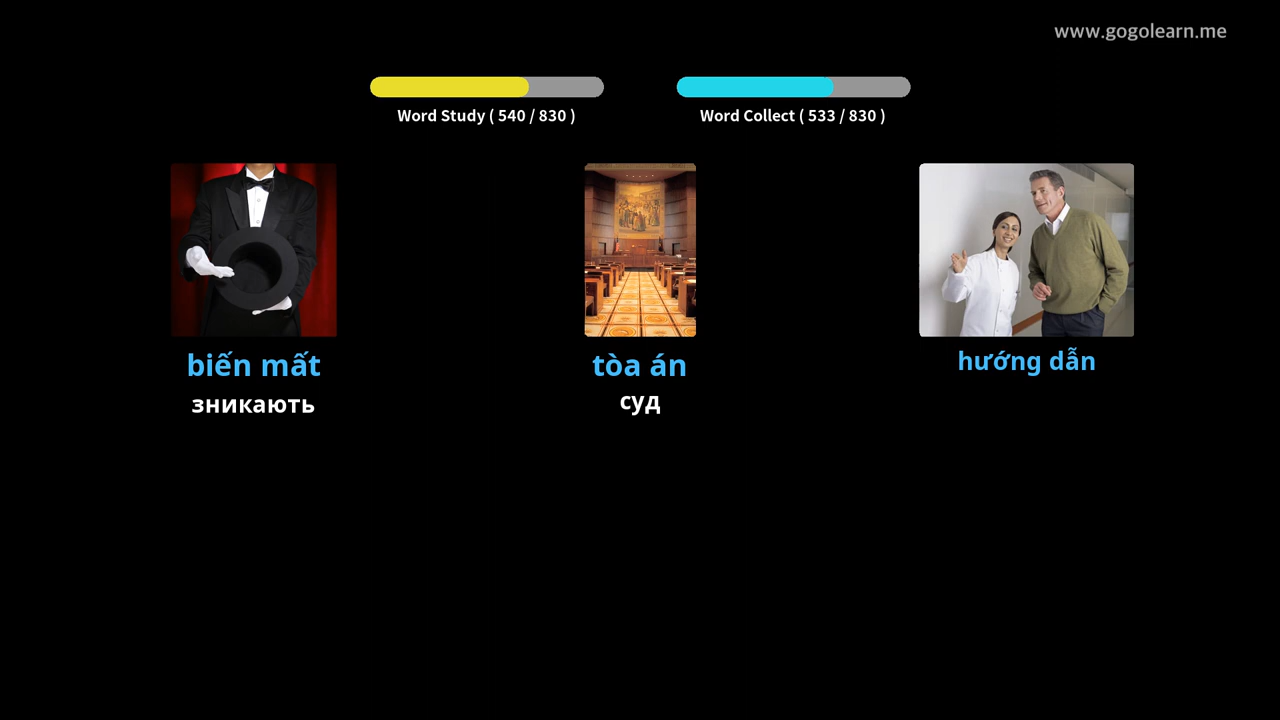 www.gogolearn.me
Word Study ( 540 / 830 )
Word Collect ( 533 / 830 )
biến mất
зникають
tòa án
суд
hướng dẫn